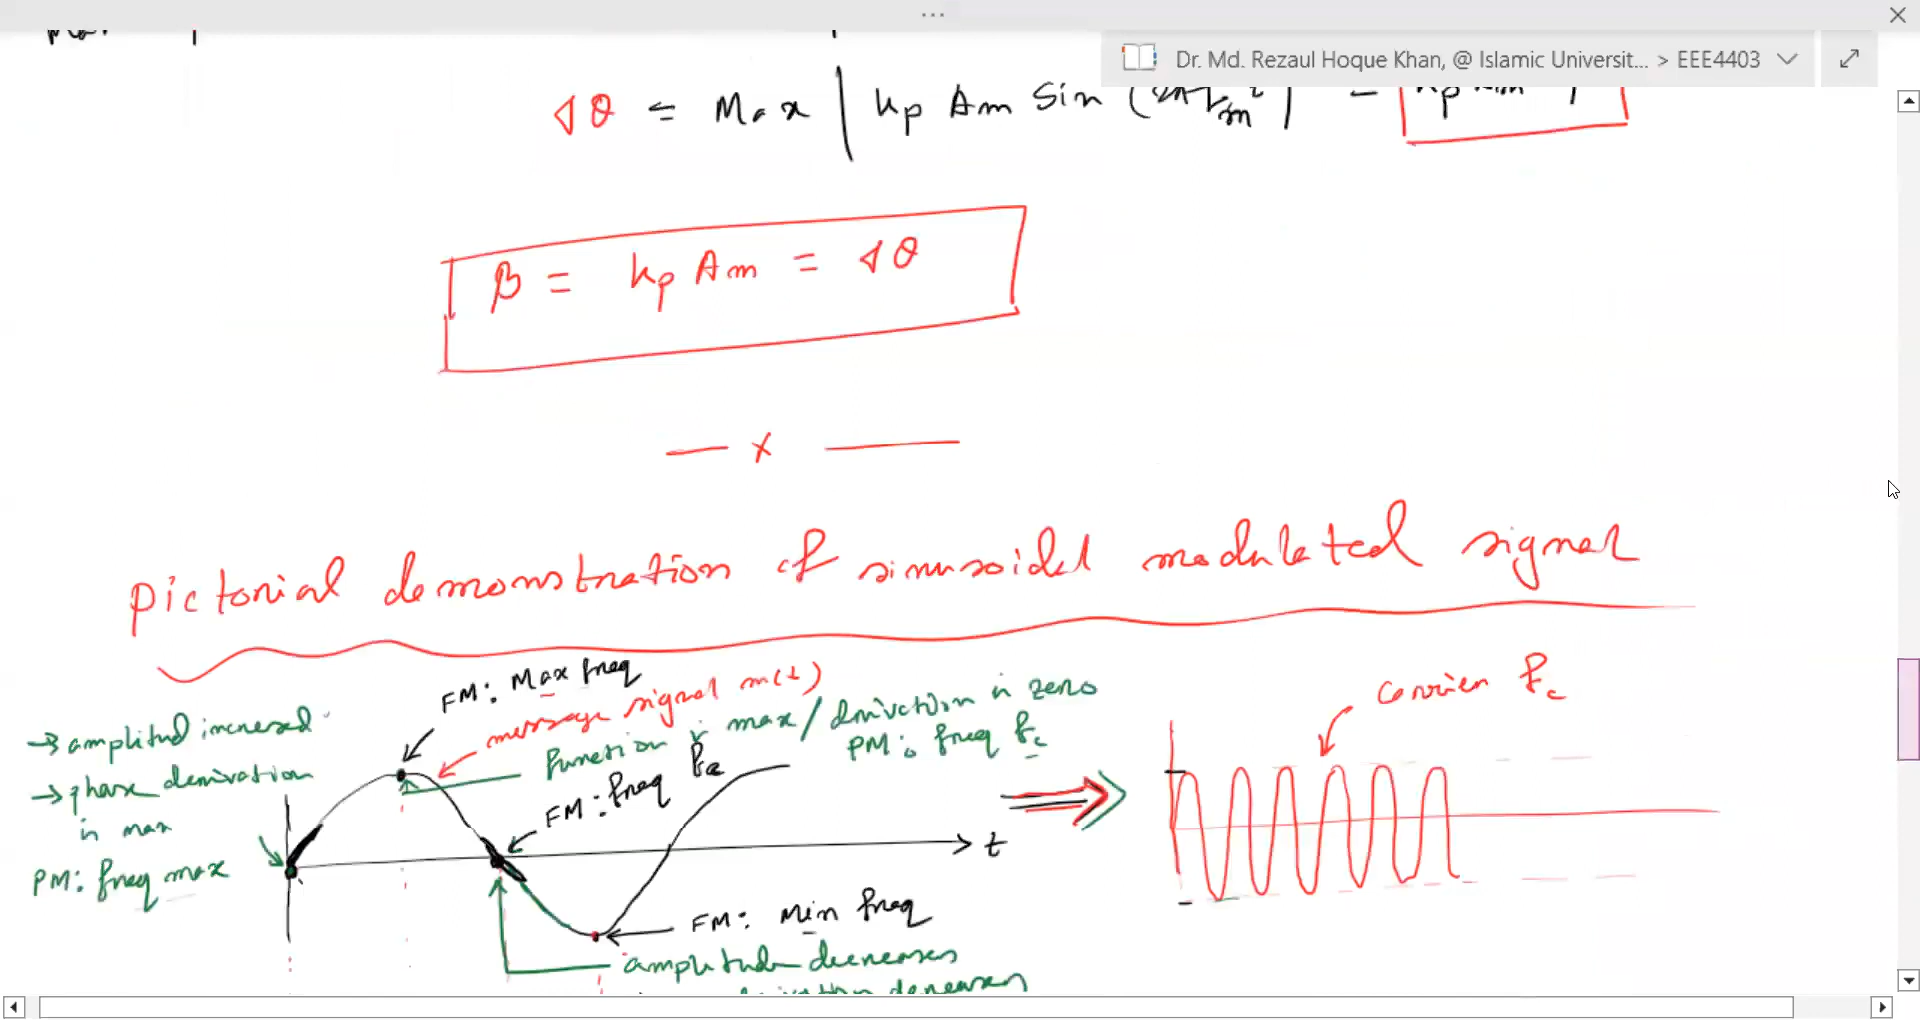 ...
Dr. Md. Rezaul Hoque Khan, @ Islamic Universit... > EEE4403
Δθ = Max | kp Am Sin (
β = kp Am = Δθ
— x —
pictorial demonstration of sinusoidal modulated signal
FM: Max freq
message signal m(t)
→ amplitud increased
→ phase derivation
is max
PM: freq max
function is max / derivation is zero
PM: freq fc
FM: freq fc
t
FM: Min freq
amplitude decreases
decreases
carrier fc